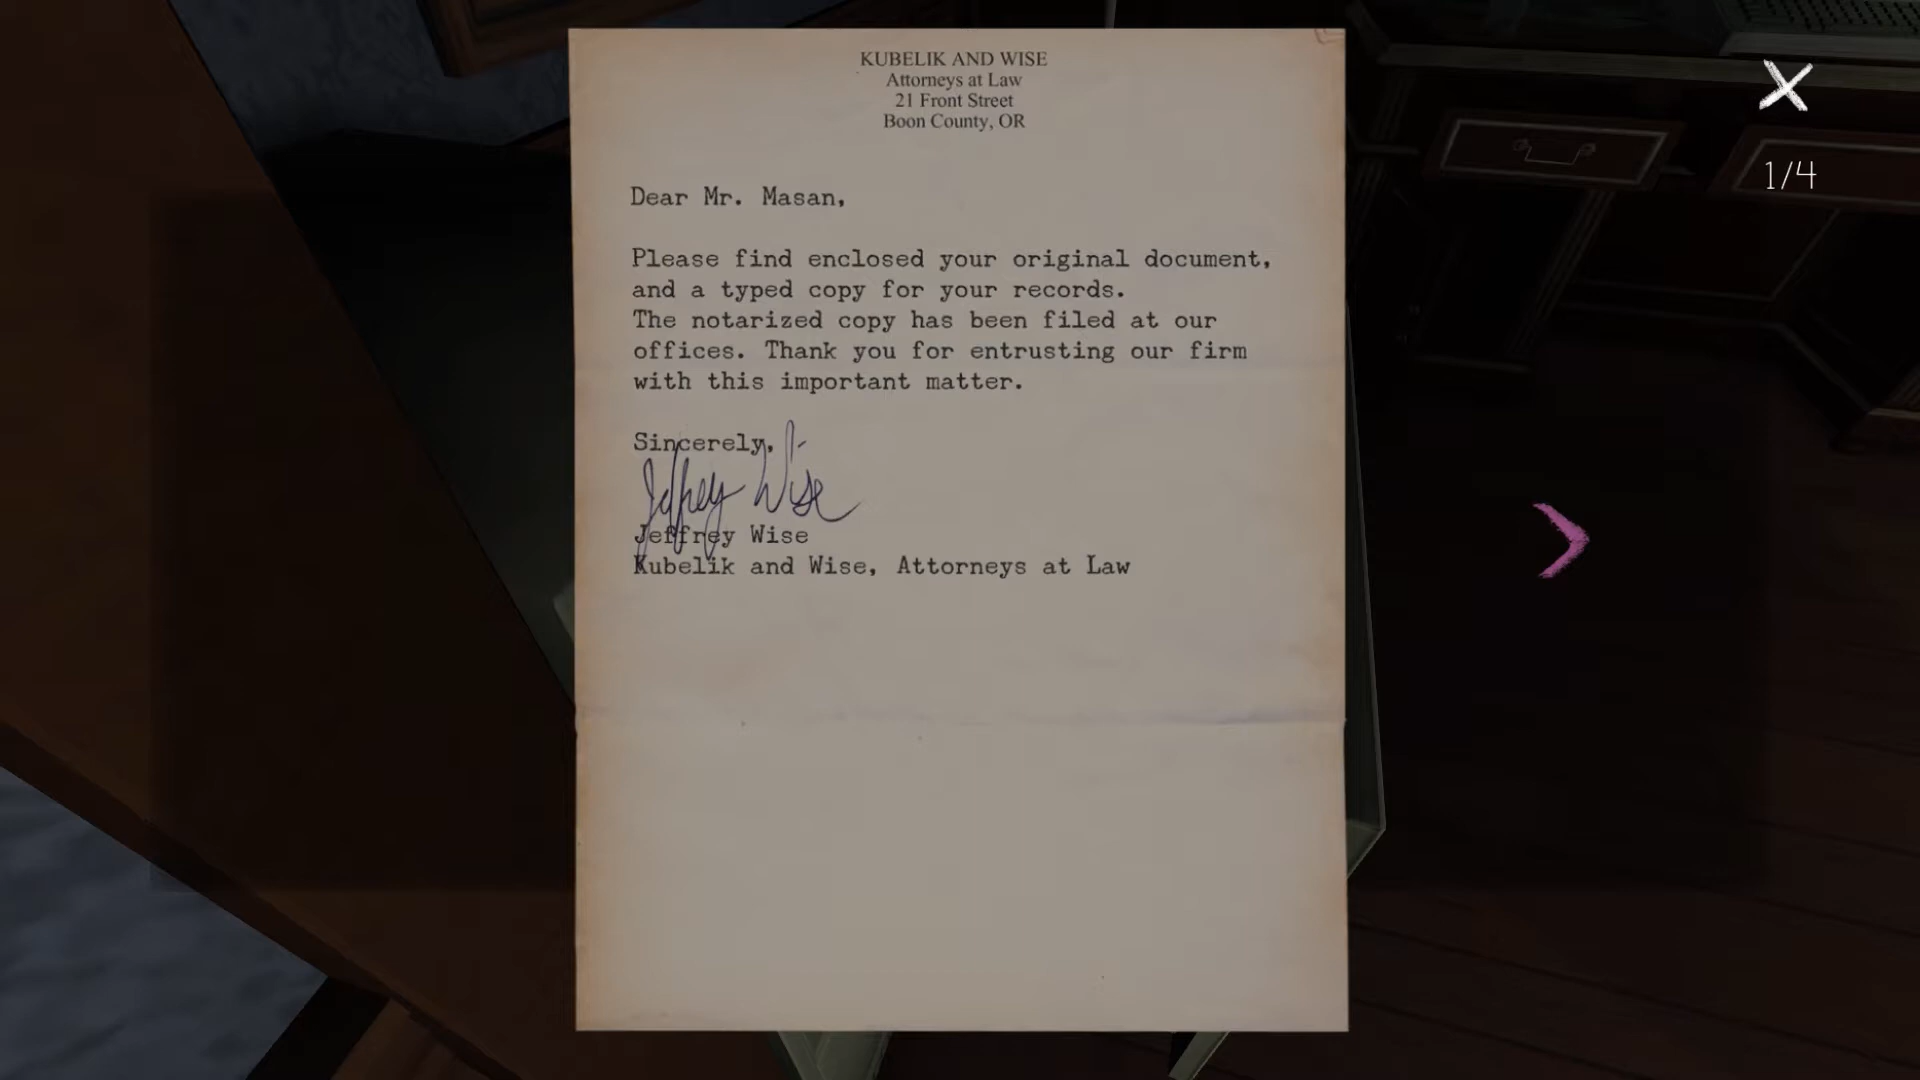 KUBELIK AND WISE
Attorneys at Law
21 Front Street
Boon County, OR
1/4
Dear Mr. Masan,
Please find enclosed your original document,
and a typed copy for your records.
The notarized copy has been filed at our
offices. Thank you for entrusting our firm
with this important matter.
Sincerely,
Jeffrey Wise
Jeffrey Wise
Kubelik and Wise, Attorneys at Law